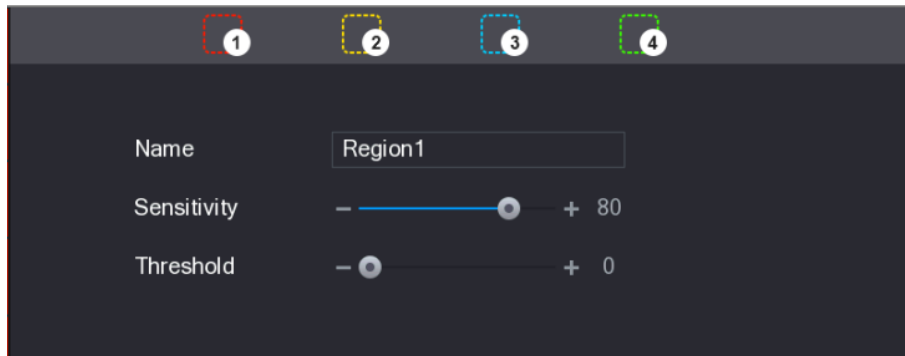 1 2 3 4
Name Region1
Sensitivity − + 80
Threshold − + 0